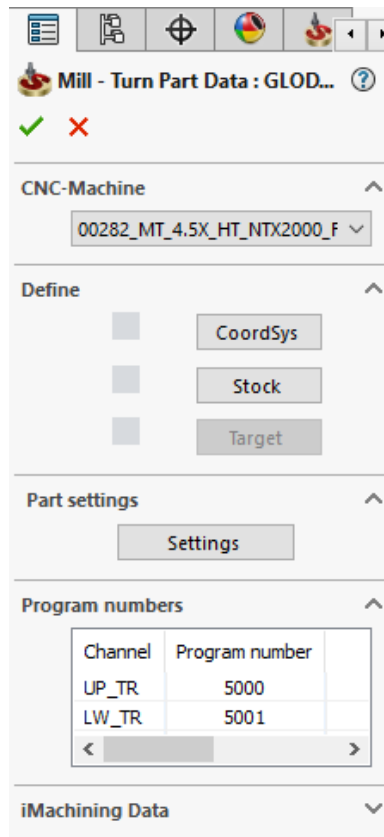 Mill - Turn Part Data : GLOD... ?
CNC-Machine
00282_MT_4.5X_HT_NTX2000_F
Define
CoordSys
Stock
Target
Part settings
Settings
Program numbers
Channel Program number
UP_TR 5000
LW_TR 5001
iMachining Data